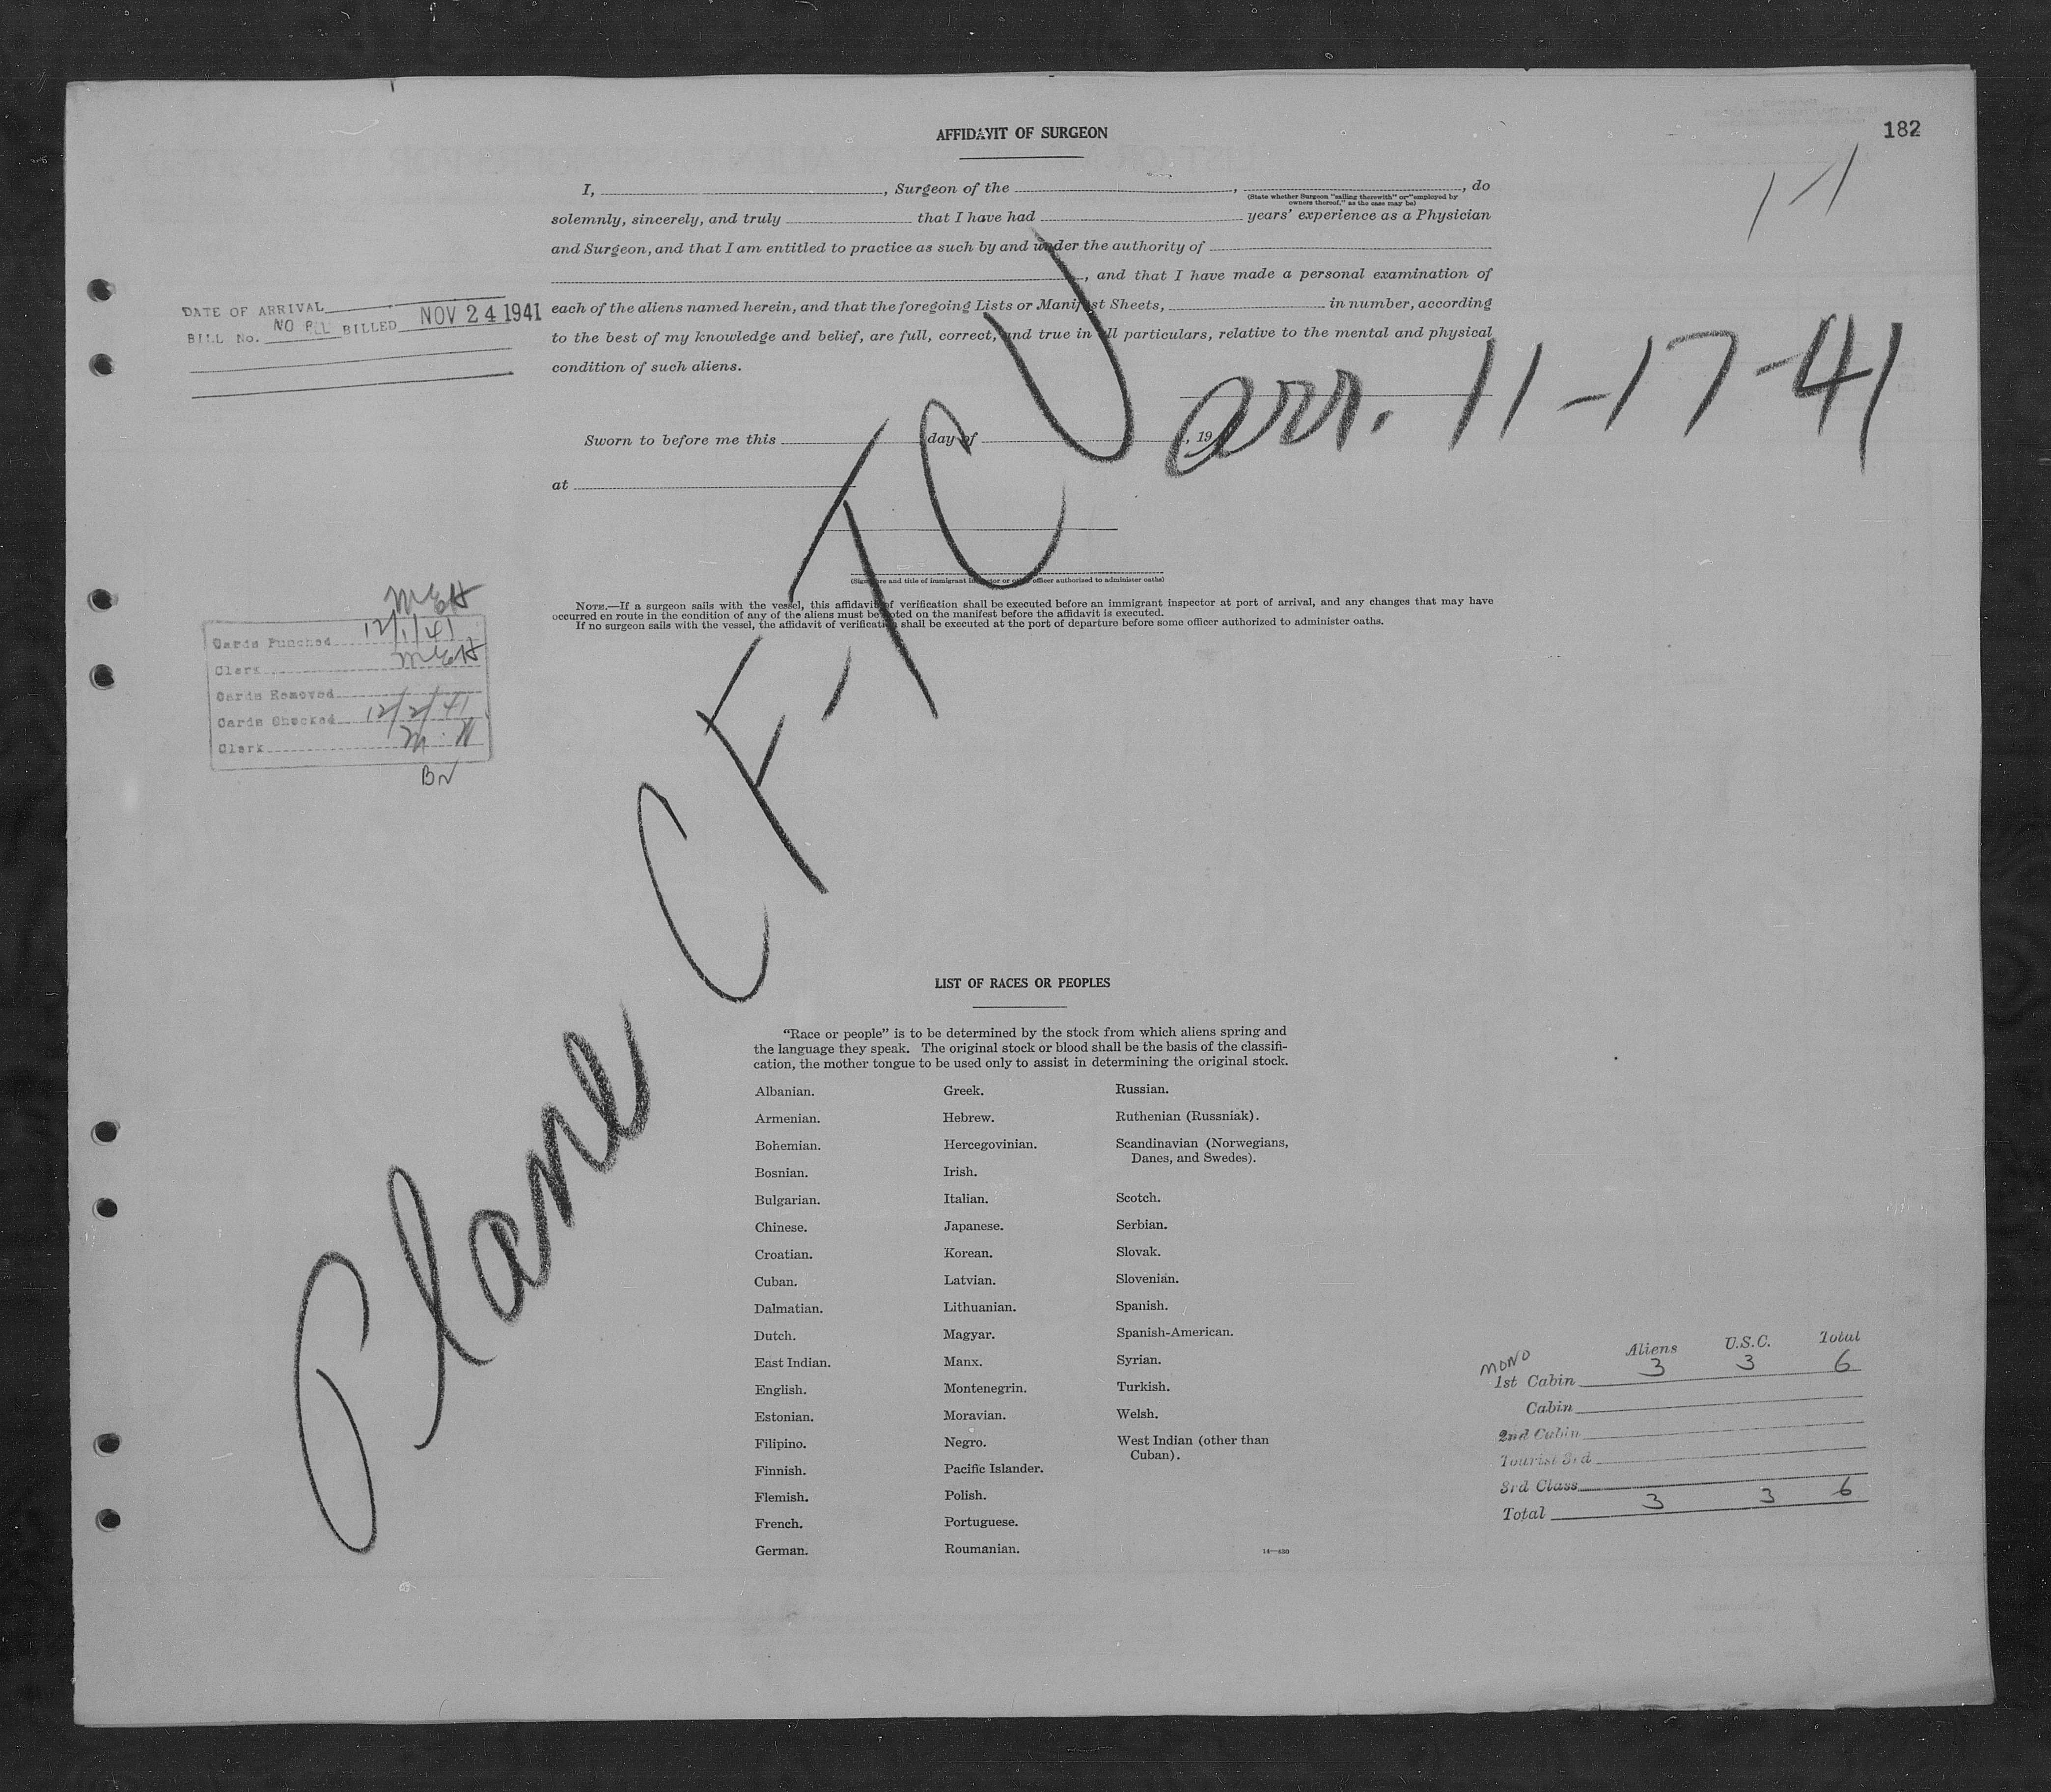 182
1-1
AFFIDAVIT OF SURGEON
I, , Surgeon of the , , do
(State whether Surgeon "sailing therewith" or "employed by
owners thereof," as the case may be)
solemnly, sincerely, and truly that I have had years' experience as a Physician
and Surgeon, and that I am entitled to practice as such by and under the authority of
, and that I have made a personal examination of
each of the aliens named herein, and that the foregoing Lists or Manifest Sheets, in number, according
to the best of my knowledge and belief, are full, correct, and true in all particulars, relative to the mental and physical
condition of such aliens.
DATE OF ARRIVAL
BILL No. NO BILL BILLED NOV 24 1941
arr. 11-17-41
Sworn to before me this day of , 19
at
(Signature and title of immigrant inspector or other officer authorized to administer oaths)
NOTE.—If a surgeon sails with the vessel, this affidavit of verification shall be executed before an immigrant inspector at port of arrival, and any changes that may have
occurred en route in the condition of any of the aliens must be noted on the manifest before the affidavit is executed.
If no surgeon sails with the vessel, the affidavit of verification shall be executed at the port of departure before some officer authorized to administer oaths.
MEH
Cards Punched 12/1/41
Clerk MEH
Cards Removed
Cards Checked 12/2/41
Clerk M.N
BN
Plane CF-TCU
LIST OF RACES OR PEOPLES
"Race or people" is to be determined by the stock from which aliens spring and
the language they speak. The original stock or blood shall be the basis of the classifi-
cation, the mother tongue to be used only to assist in determining the original stock.
Albanian.
Armenian.
Bohemian.
Bosnian.
Bulgarian.
Chinese.
Croatian.
Cuban.
Dalmatian.
Dutch.
East Indian.
English.
Estonian.
Filipino.
Finnish.
Flemish.
French.
German.
Greek.
Hebrew.
Hercegovinian.
Irish.
Italian.
Japanese.
Korean.
Latvian.
Lithuanian.
Magyar.
Manx.
Montenegrin.
Moravian.
Negro.
Pacific Islander.
Polish.
Portuguese.
Roumanian.
Russian.
Ruthenian (Russniak).
Scandinavian (Norwegians,
Danes, and Swedes).
Scotch.
Serbian.
Slovak.
Slovenian.
Spanish.
Spanish-American.
Syrian.
Turkish.
Welsh.
West Indian (other than
Cuban).
14—430
Aliens U.S.C. Total
MONO
1st Cabin 3 3 6
Cabin
2nd Cabin
Tourist 3rd
3rd Class
Total 3 3 6